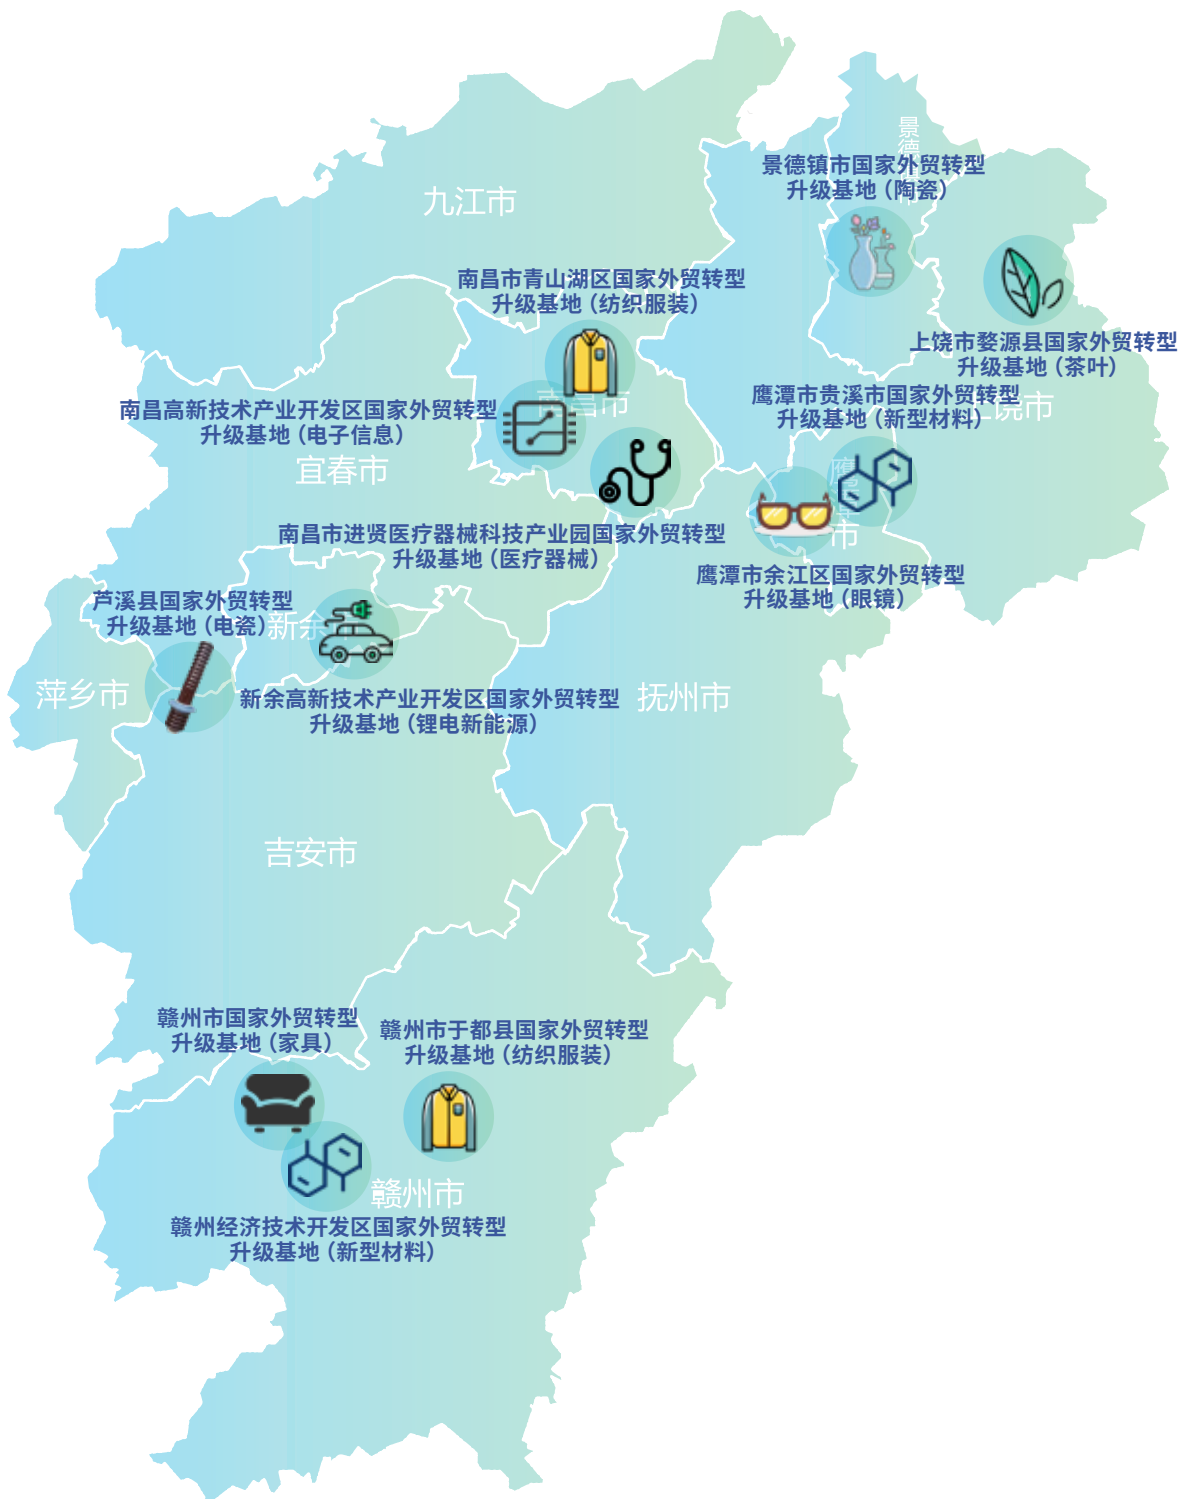 九江市
景德
景德镇市国家外贸转型
升级基地（陶瓷）
南昌市青山湖区国家外贸转型
升级基地（纺织服装）
上饶市婺源县国家外贸转型
升级基地（茶叶）
鹰潭市贵溪市国家外贸转型
升级基地（新型材料）
上饶市
南昌市
南昌高新技术产业开发区国家外贸转型
升级基地（电子信息）
宜春市
鹰
市
南昌市进贤医疗器械科技产业园国家外贸转型
升级基地（医疗器械）
鹰潭市余江区国家外贸转型
升级基地（眼镜）
芦溪县国家外贸转型
升级基地（电瓷）
新余
萍乡市
新余高新技术产业开发区国家外贸转型
升级基地（锂电新能源）
抚州市
吉安市
赣州市国家外贸转型
升级基地（家具）
赣州市于都县国家外贸转型
升级基地（纺织服装）
赣州市
赣州经济技术开发区国家外贸转型
升级基地（新型材料）